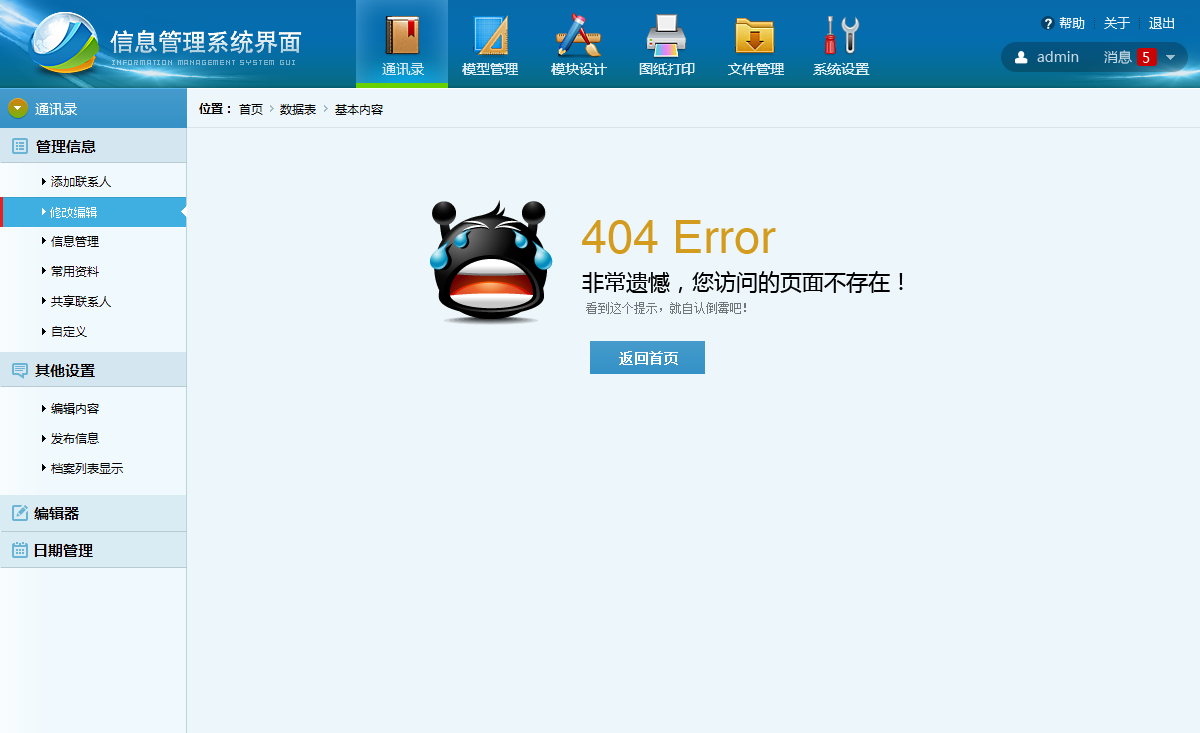 信息管理系统界面
INFORMATION MANAGEMENT SYSTEM GUI
通讯录
模型管理
模块设计
图纸打印
文件管理
系统设置
帮助
关于
退出
admin
消息 5
通讯录
位置： 首页 数据表 基本内容
管理信息
添加联系人
修改编辑
信息管理
常用资料
共享联系人
自定义
其他设置
编辑内容
发布信息
档案列表显示
编辑器
日期管理
404 Error
非常遗憾，您访问的页面不存在！
看到这个提示，就自认倒霉吧!
返回首页